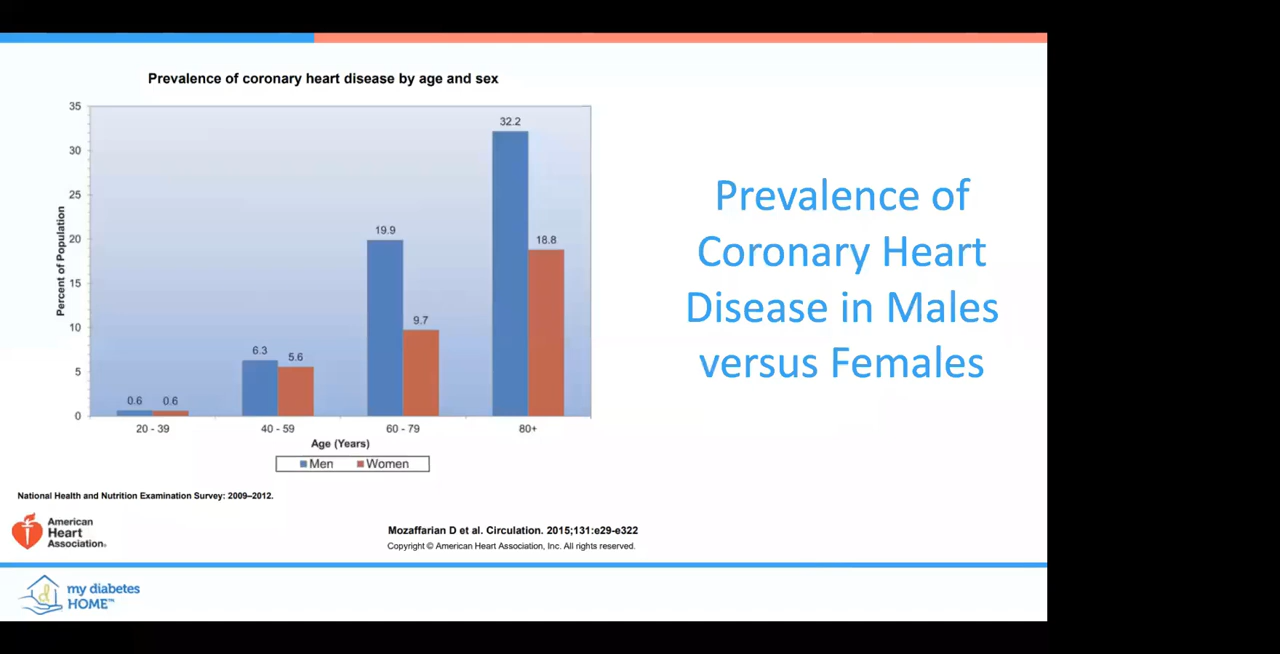 Prevalence of coronary heart disease by age and sex
35
30
25
20
15
10
5
0
Percent of Population
0.6
0.6
6.3
5.6
19.9
9.7
32.2
18.8
20 - 39
40 - 59
60 - 79
80+
Age (Years)
Men
Women
Prevalence of
Coronary Heart
Disease in Males
versus Females
National Health and Nutrition Examination Survey: 2009–2012.
American
Heart
Association®
Mozaffarian D et al. Circulation. 2015;131:e29-e322
Copyright © American Heart Association, Inc. All rights reserved.
my diabetes
HOME™